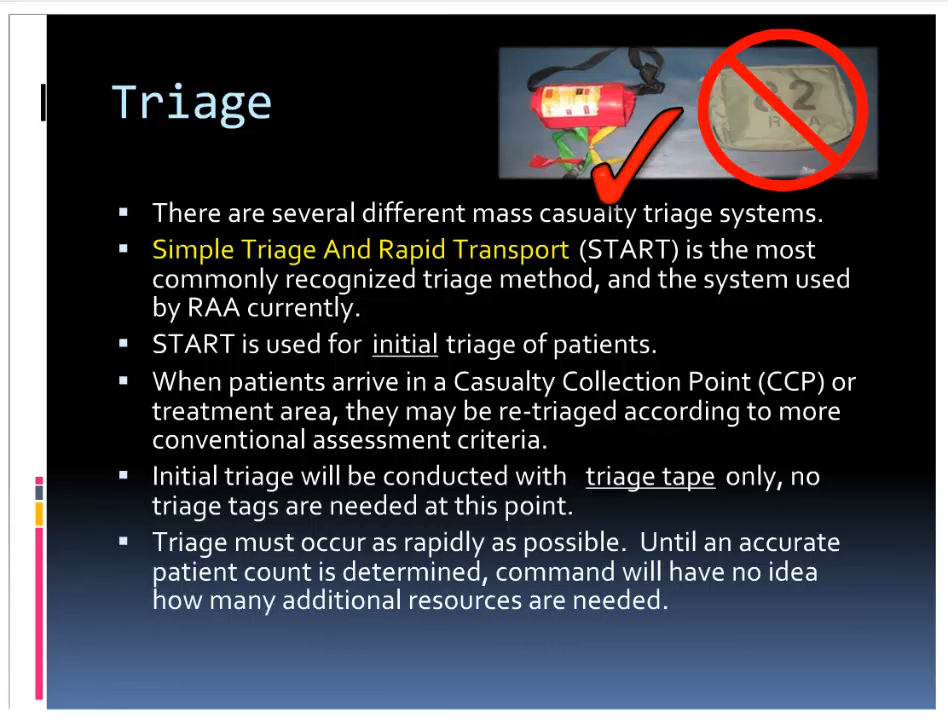 Triage
82
There are several different mass casualty triage systems.
Simple Triage And Rapid Transport (START) is the most
commonly recognized triage method, and the system used
by RAA currently.
START is used for initial triage of patients.
When patients arrive in a Casualty Collection Point (CCP) or
treatment area, they may be re-triaged according to more
conventional assessment criteria.
Initial triage will be conducted with triage tape only, no
triage tags are needed at this point.
Triage must occur as rapidly as possible. Until an accurate
patient count is determined, command will have no idea
how many additional resources are needed.